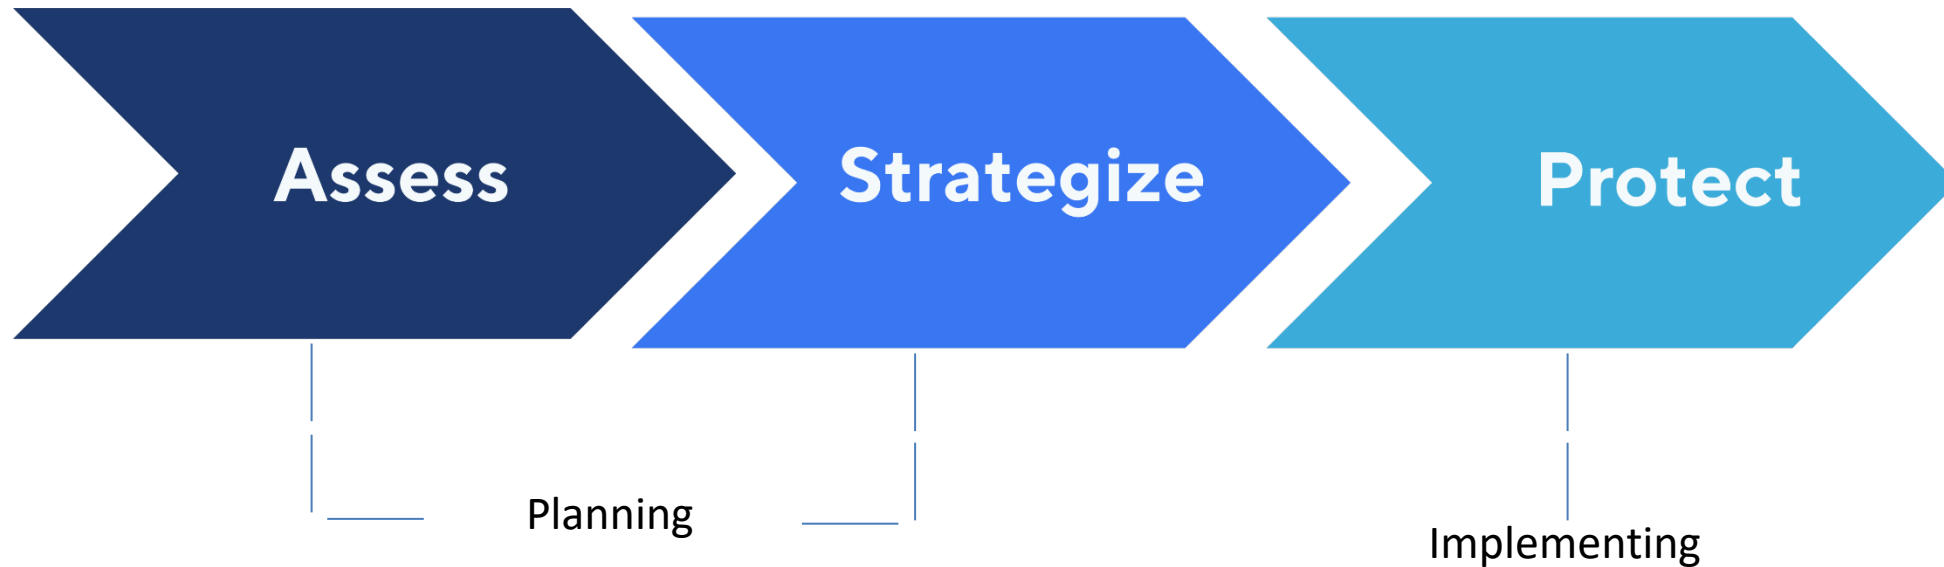 Assess
Strategize
Protect
Planning
Implementing